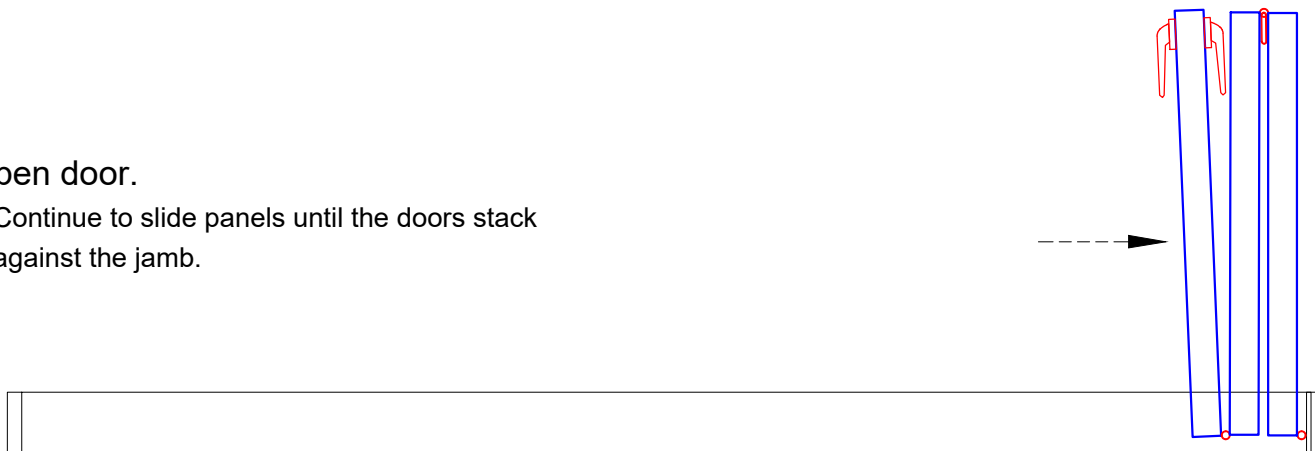 pen door.
Continue to slide panels until the doors stack
against the jamb.